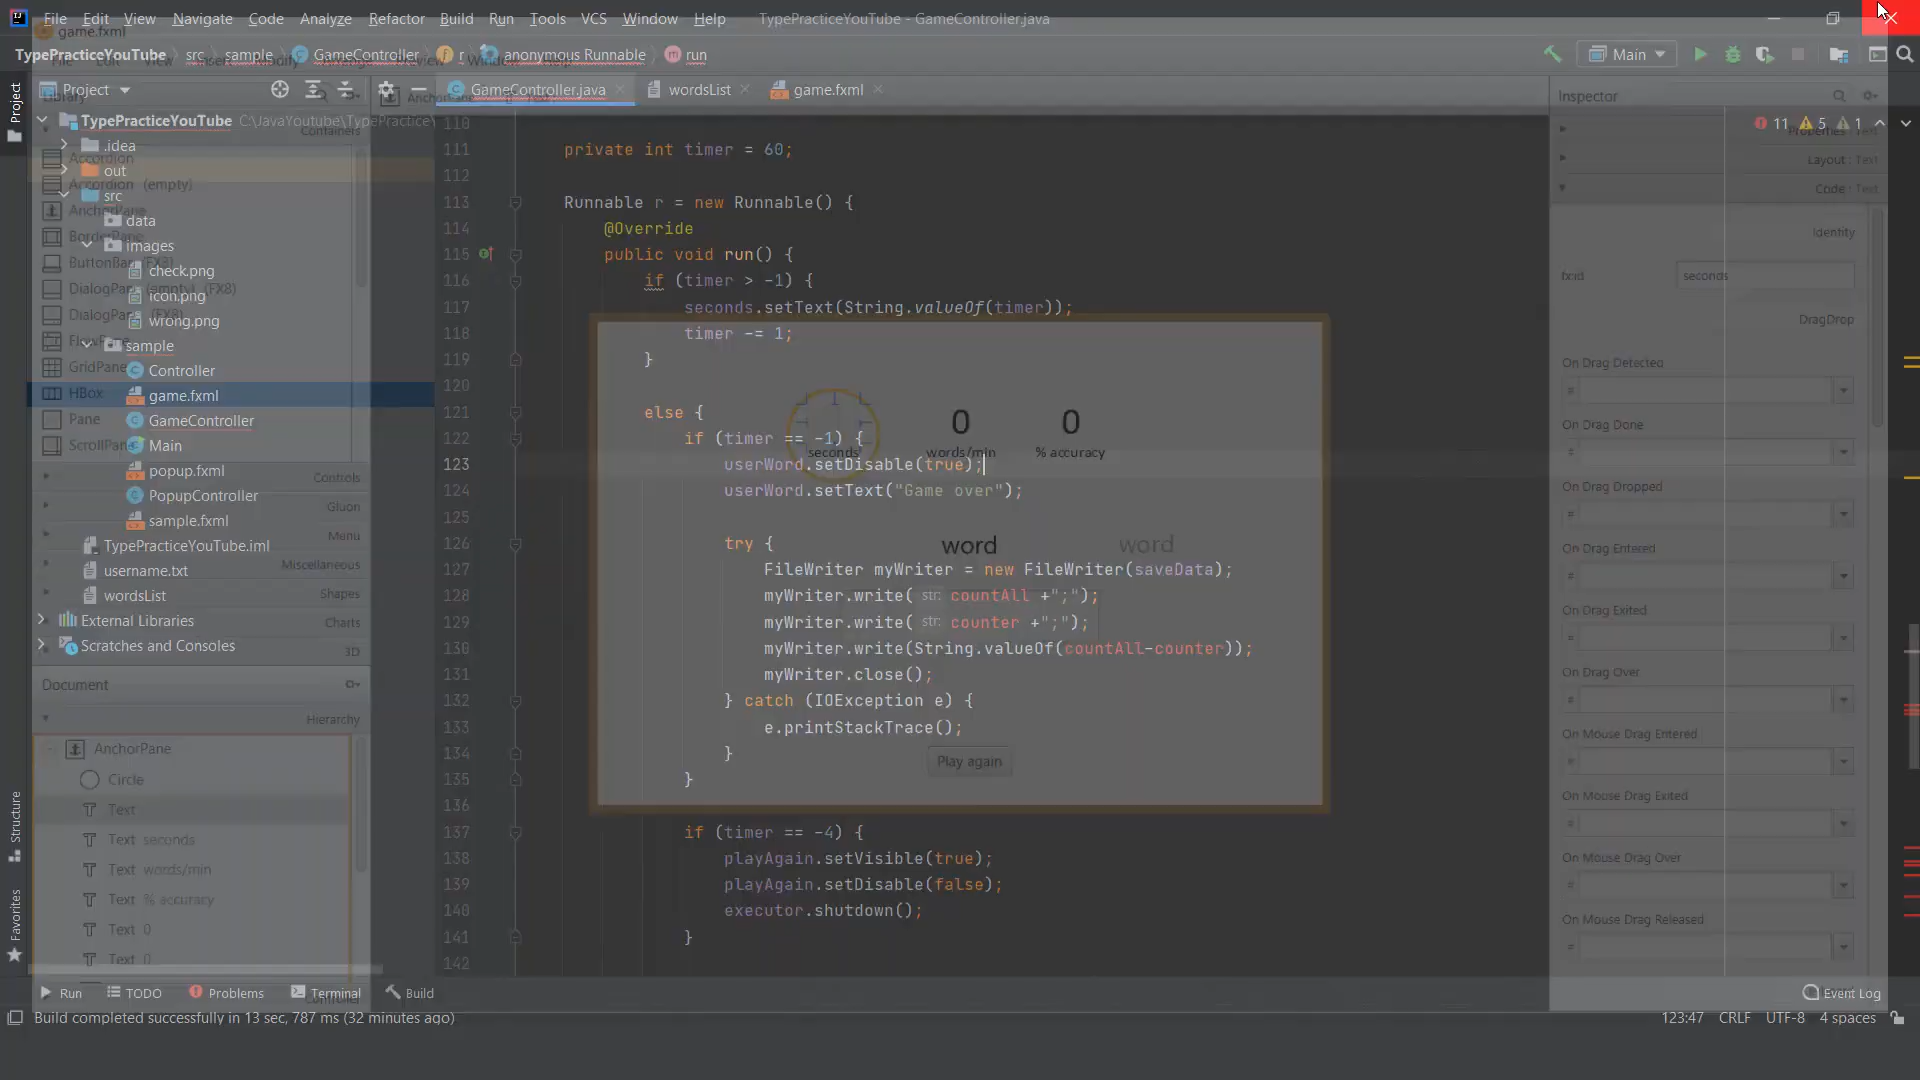 game.fxml
File Edit View Navigate Code Analyze Refactor Build Run Tools VCS Window Help TypePracticeYouTube - GameController.java
TypePracticeYouTube src sample GameController r anonymous Runnable run Main
Project GameController.java wordsList game.fxml Inspector
TypePracticeYouTube C:\JavaYoutube\TypePractice 11 5 1
Library
Containers
Accordion
Accordion (empty)
AnchorPane
BorderPane
ButtonBar (FX8)
DialogPane (empty) (FX8)
DialogPane (FX8)
FlowPane
GridPane
HBox
Pane
ScrollPane
Controls
Gluon
Menu
Miscellaneous
Shapes
Charts
3D
.idea
out
src
data
images
check.png
icon.png
wrong.png
sample
Controller
game.fxml
GameController
Main
popup.fxml
PopupController
sample.fxml
TypePracticeYouTube.iml
username.txt
wordsList
External Libraries
Scratches and Consoles
Document
Hierarchy
AnchorPane
Circle
Text
Text seconds
Text words/min
Text % accuracy
Text 0
Text 0
Controller
110
111 private int timer = 60;
112
113 Runnable r = new Runnable() {
114 @Override
115 public void run() {
116 if (timer > -1) {
117 seconds.setText(String.valueOf(timer));
118 timer -= 1;
119 }
120
121 else {
122 if (timer == -1) {
123 userWord.setDisable(true);
124 userWord.setText("Game over");
125
126 try {
127 FileWriter myWriter = new FileWriter(saveData);
128 myWriter.write( str: countAll +";");
129 myWriter.write( str: counter +";");
130 myWriter.write(String.valueOf(countAll-counter));
131 myWriter.close();
132 } catch (IOException e) {
133 e.printStackTrace();
134 }
135 }
136
137 if (timer == -4) {
138 playAgain.setVisible(true);
139 playAgain.setDisable(false);
140 executor.shutdown();
141 }
142
0 0
seconds words/min % accuracy
word word
Play again
Properties : Text
Layout : Text
Code : Text
Identity
fx:id seconds
DragDrop
On Drag Detected
#
On Drag Done
#
On Drag Dropped
#
On Drag Entered
#
On Drag Exited
#
On Drag Over
#
On Mouse Drag Entered
#
On Mouse Drag Exited
#
On Mouse Drag Over
#
On Mouse Drag Released
#
Project
Structure
Favorites
Run TODO Problems Terminal Build Event Log
Build completed successfully in 13 sec, 787 ms (32 minutes ago) 123:47 CRLF UTF-8 4 spaces